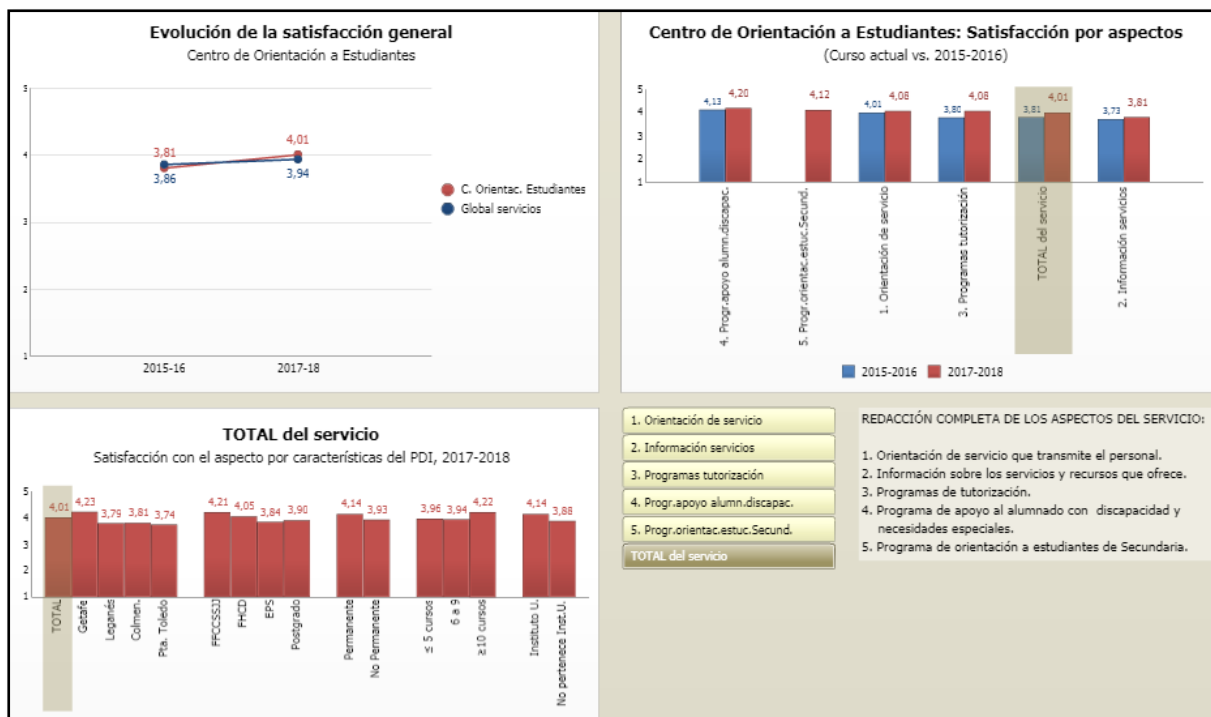 Evolución de la satisfacción general
Centro de Orientación a Estudiantes
5
4
3
2
1
3,81
3,86
4,01
3,94
2015-16
2017-18
C. Orientac. Estudiantes
Global servicios
Centro de Orientación a Estudiantes: Satisfacción por aspectos
(Curso actual vs. 2015-2016)
5
4
3
2
1
4,13
4,20
4,12
4,01
4,08
3,80
4,08
3,81
4,01
3,73
3,81
4. Progr.apoyo alumn.discapac.
5. Progr.orientac.estuc.Secund.
1. Orientación de servicio
3. Programas tutorización
TOTAL del servicio
2. Información servicios
2015-2016
2017-2018
TOTAL del servicio
Satisfacción con el aspecto por características del PDI, 2017-2018
5
4
3
2
1
4,01
4,23
3,79
3,81
3,74
4,21
4,05
3,84
3,90
4,14
3,93
3,96
3,94
4,22
4,14
3,88
TOTAL
Getafe
Leganés
Colmen.
Pta. Toledo
FFCCSSJJ
FHCD
EPS
Postgrado
Permanente
No Permanente
≤ 5 cursos
6 a 9
≥10 cursos
Instituto U.
No pertenece Inst.U.
1. Orientación de servicio
2. Información servicios
3. Programas tutorización
4. Progr.apoyo alumn.discapac.
5. Progr.orientac.estuc.Secund.
TOTAL del servicio
REDACCIÓN COMPLETA DE LOS ASPECTOS DEL SERVICIO:
1. Orientación de servicio que transmite el personal.
2. Información sobre los servicios y recursos que ofrece.
3. Programas de tutorización.
4. Programa de apoyo al alumnado con discapacidad y
necesidades especiales.
5. Programa de orientación a estudiantes de Secundaria.